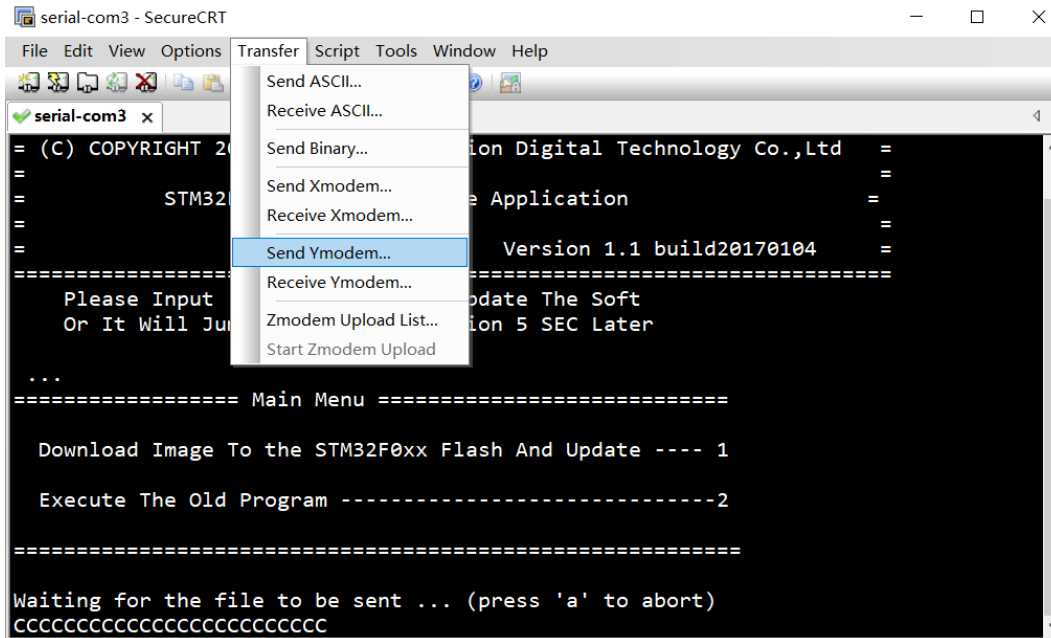 serial-com3 - SecureCRT
File Edit View Options Transfer Script Tools Window Help
serial-com3 x
Send ASCII...
Receive ASCII...
Send Binary...
Send Xmodem...
Receive Xmodem...
Send Ymodem...
Receive Ymodem...
Zmodem Upload List...
Start Zmodem Upload
= (C) COPYRIGHT 2 ion Digital Technology Co.,Ltd =
= =
= STM32 Application =
= =
= Version 1.1 build20170104 =
==================================================================
Please Input date The Soft
Or It Will Ju ion 5 SEC Later
...
================== Main Menu ============================
Download Image To the STM32F0xx Flash And Update ---- 1
Execute The Old Program ------------------------------2
==========================================================
Waiting for the file to be sent ... (press 'a' to abort)
CCCCCCCCCCCCCCCCCCCCCCCCC